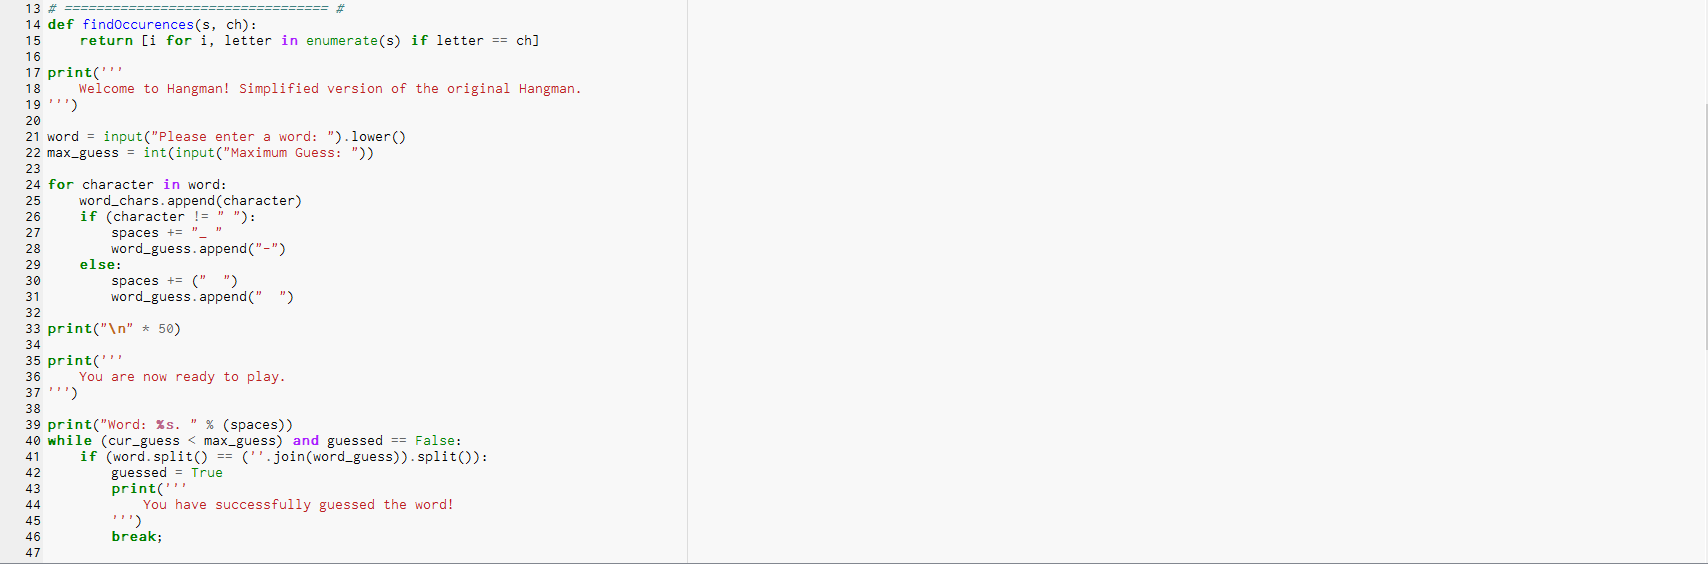 13 # ================================= #
14 def findOccurences(s, ch):
15     return [i for i, letter in enumerate(s) if letter == ch]
16
17 print('''
18     Welcome to Hangman! Simplified version of the original Hangman.
19 ''')
20
21 word = input("Please enter a word: ").lower()
22 max_guess = int(input("Maximum Guess: "))
23
24 for character in word:
25     word_chars.append(character)
26     if (character != " "):
27         spaces += "_ "
28         word_guess.append("-")
29     else:
30         spaces += ("  ")
31         word_guess.append("  ")
32
33 print("\n" * 50)
34
35 print('''
36     You are now ready to play.
37 ''')
38
39 print("Word: %s. " % (spaces))
40 while (cur_guess < max_guess) and guessed == False:
41     if (word.split() == (''.join(word_guess)).split()):
42         guessed = True
43         print('''
44             You have successfully guessed the word!
45         ''')
46         break;
47